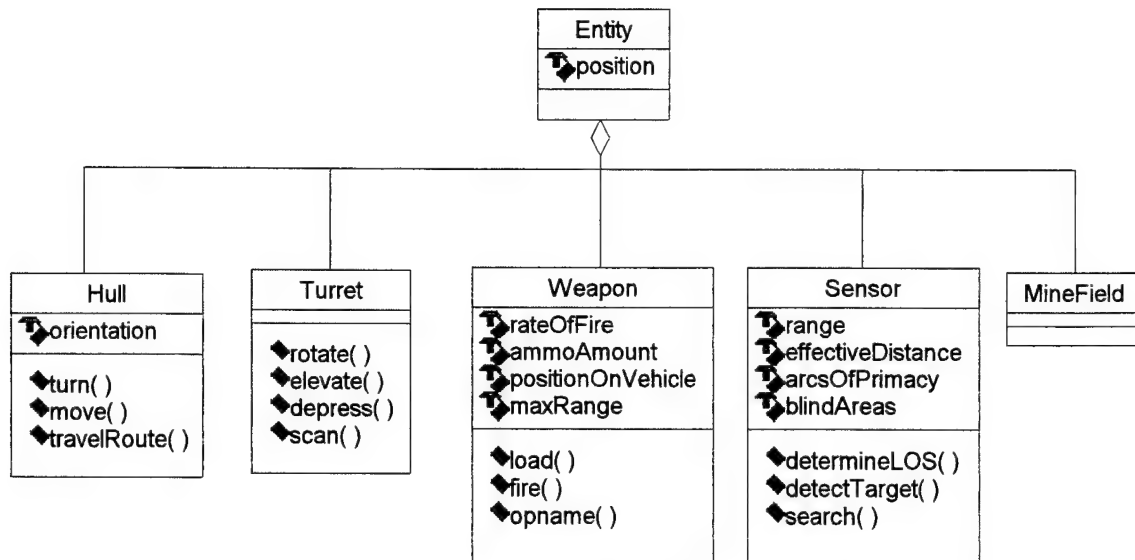 Entity
position
Hull
orientation
turn( )
move( )
travelRoute( )
Turret
rotate( )
elevate( )
depress( )
scan( )
Weapon
rateOfFire
ammoAmount
positionOnVehicle
maxRange
load( )
fire( )
opname( )
Sensor
range
effectiveDistance
arcsOfPrimacy
blindAreas
determineLOS( )
detectTarget( )
search( )
MineField